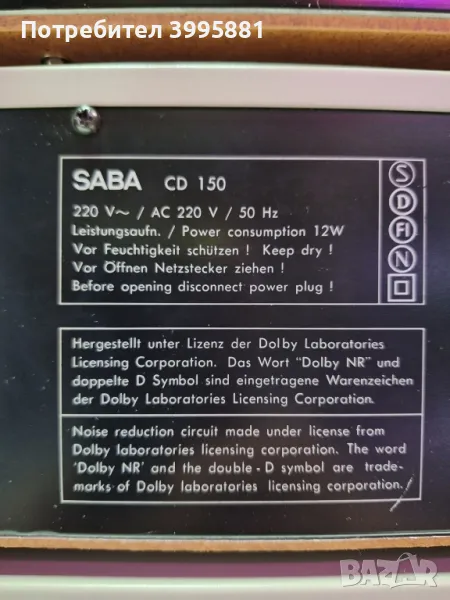 Потребител 3995881
SABA CD 150
220 V~ / AC 220 V / 50 Hz
Leistungsaufn. / Power consumption 12W
Vor Feuchtigkeit schützen ! Keep dry !
Vor Öffnen Netzstecker ziehen !
Before opening disconnect power plug !
S
D
FI
N
Hergestellt unter Lizenz der Dolby Laboratories
Licensing Corporation. Das Wort "Dolby NR" und
doppelte D Symbol sind eingetragene Warenzeichen
der Dolby Laboratories Licensing Corporation.
Noise reduction circuit made under license from
Dolby laboratories licensing corporation. The word
'Dolby NR' and the double - D symbol are trade-
marks of Dolby laboratories licensing corporation.
BAZAR